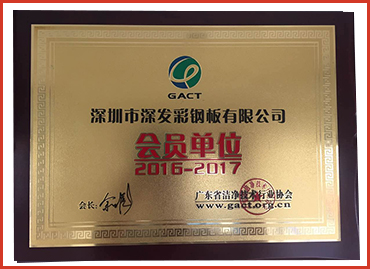 GACT
深圳市深发彩钢板有限公司
会员单位
2016-2017
会长:
广东省洁净技术行业协会
www.gact.org.cn